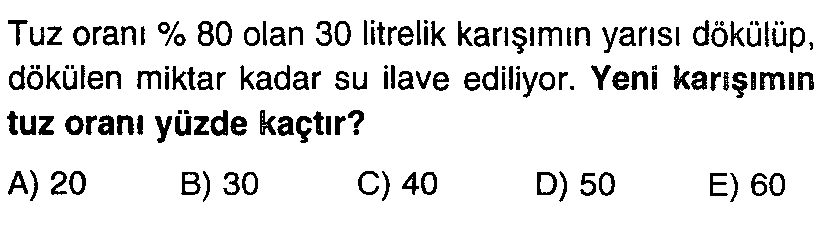 Tuz oranı % 80 olan 30 litrelik karışımın yarısı dökülüp,
dökülen miktar kadar su ilave ediliyor. Yeni karışımın
tuz oranı yüzde kaçtır?
A) 20 B) 30 C) 40 D) 50 E) 60